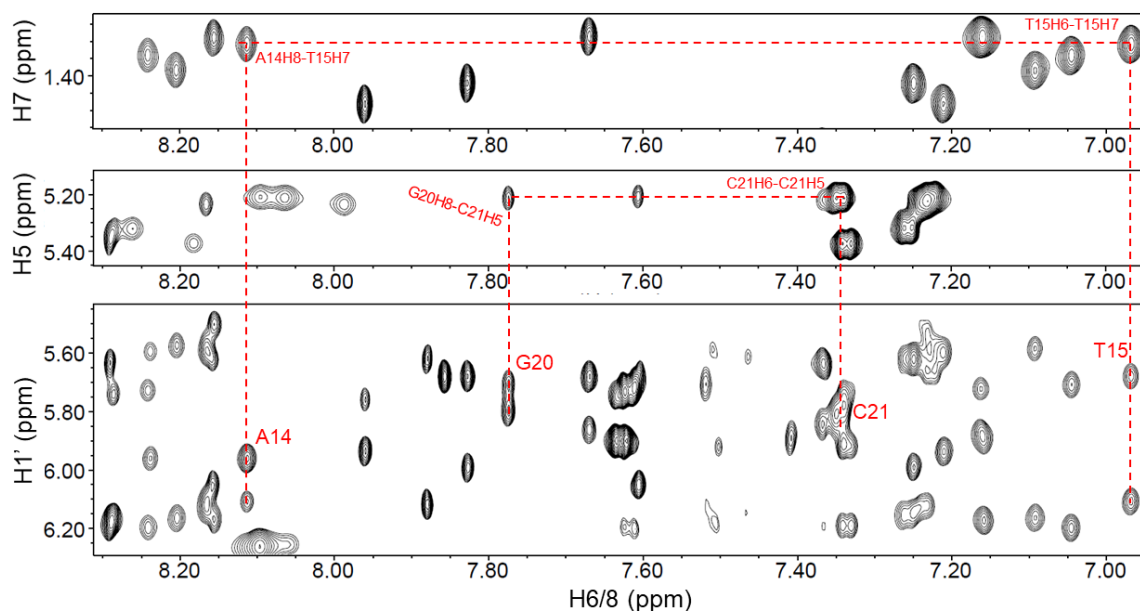 H7 (ppm)
1.40
A14H8-T15H7
T15H6-T15H7
8.20 8.00 7.80 7.60 7.40 7.20 7.00
H5 (ppm)
5.20
5.40
G20H8-C21H5
C21H6-C21H5
8.20 8.00 7.80 7.60 7.40 7.20 7.00
H1' (ppm)
5.60
5.80
6.00
6.20
A14
G20
C21
T15
8.20 8.00 7.80 7.60 7.40 7.20 7.00
H6/8 (ppm)